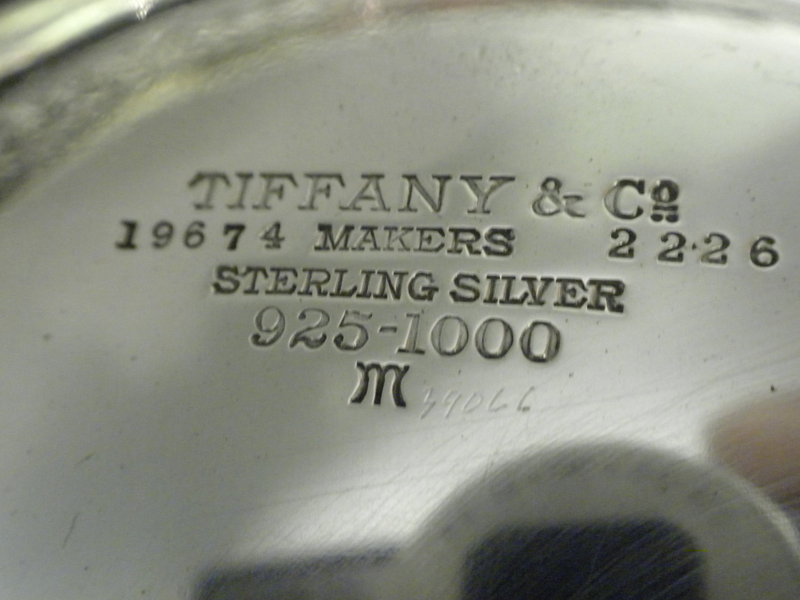 TIFFANY & Cº
19674 MAKERS 2226
STERLING SILVER
925-1000
m